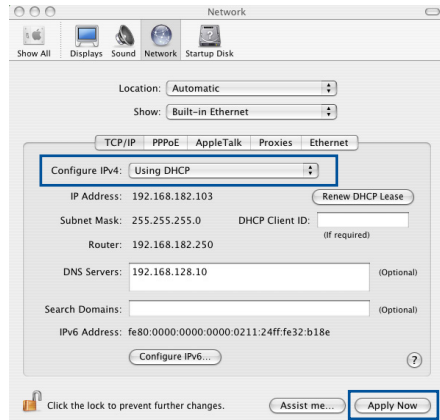 Network
Show All Displays Sound Network Startup Disk
Location: Automatic
Show: Built-in Ethernet
TCP/IP PPPoE AppleTalk Proxies Ethernet
Configure IPv4: Using DHCP
IP Address: 192.168.182.103 Renew DHCP Lease
Subnet Mask: 255.255.255.0 DHCP Client ID:
(If required)
Router: 192.168.182.250
DNS Servers: 192.168.128.10 (Optional)
Search Domains: (Optional)
IPv6 Address: fe80:0000:0000:0000:0211:24ff:fe32:b18e
Configure IPv6... ?
Click the lock to prevent further changes. Assist me... Apply Now